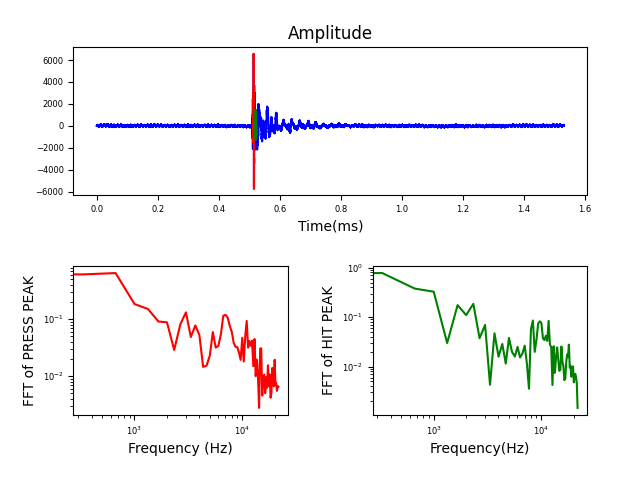 Amplitude
6000
4000
2000
0
−2000
−4000
−6000
0.0 0.2 0.4 0.6 0.8 1.0 1.2 1.4 1.6
Time(ms)
FFT of PRESS PEAK
10⁻¹
10⁻²
10³ 10⁴
Frequency (Hz)
FFT of HIT PEAK
10⁰
10⁻¹
10⁻²
10³ 10⁴
Frequency(Hz)